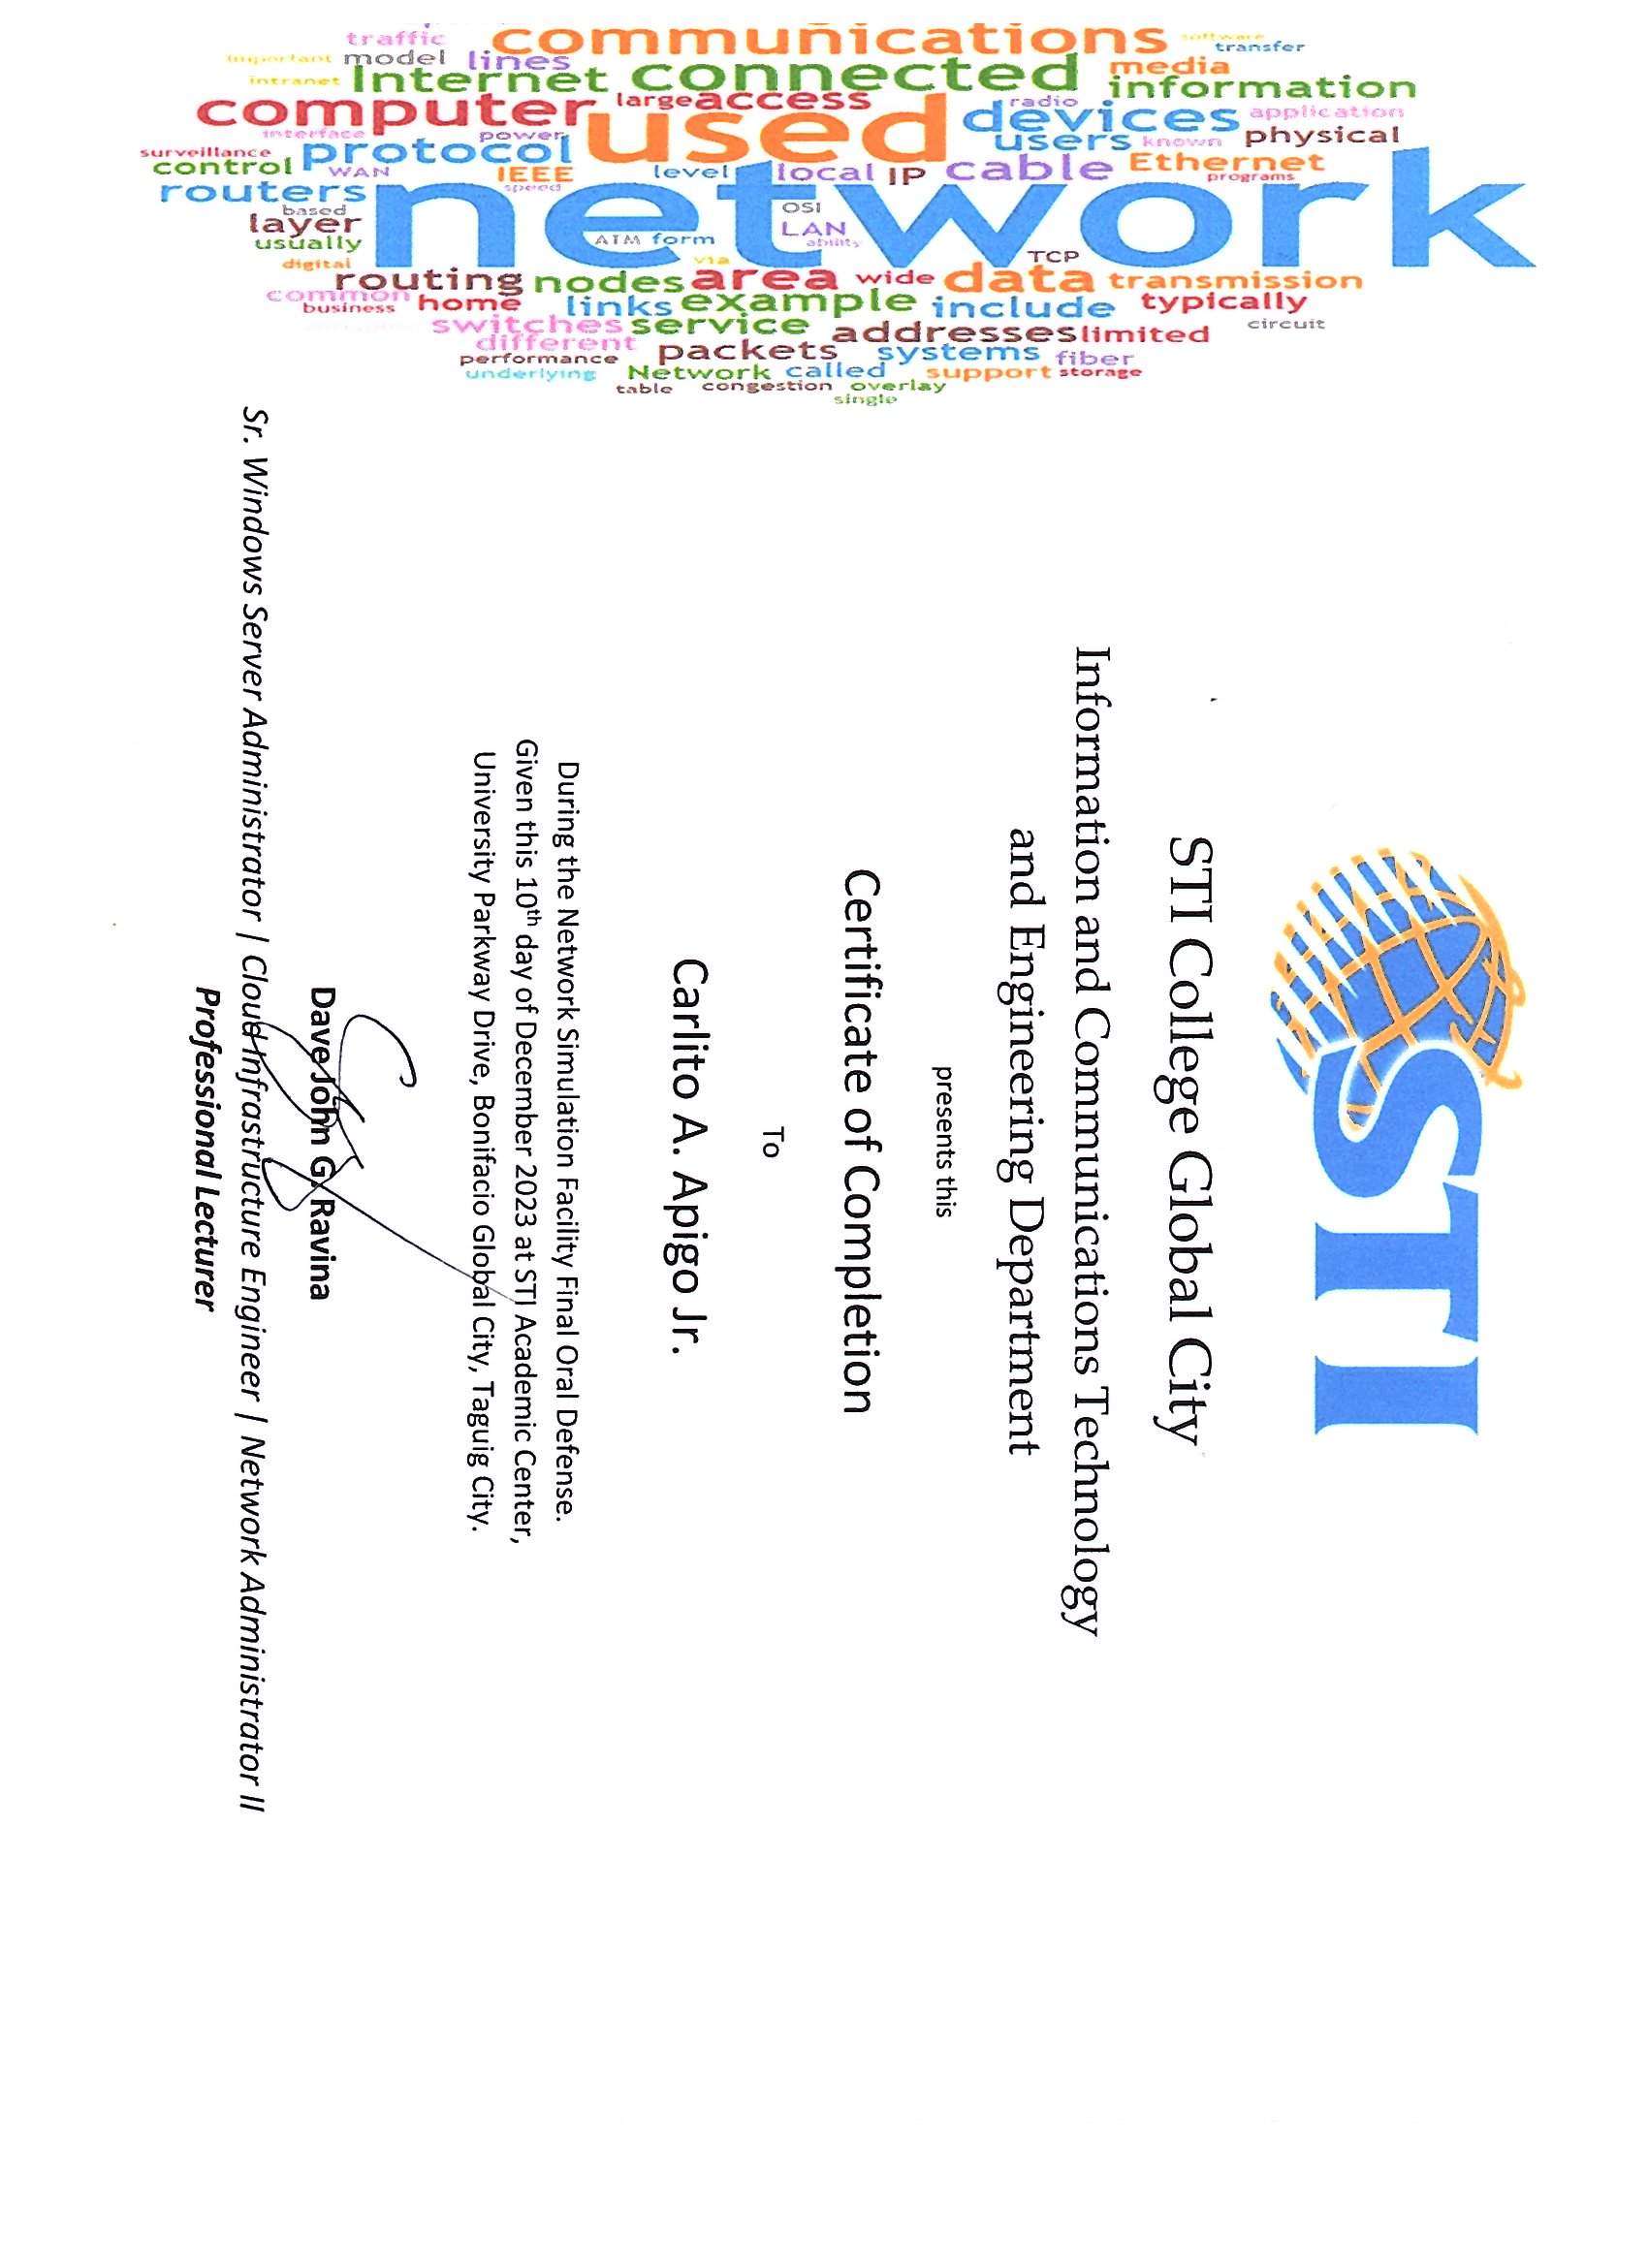 STI
STI College Global City
Information and Communications Technology
and Engineering Department
presents this
Certificate of Completion
To
Carlito A. Apigo Jr.
During the Network Simulation Facility Final Oral Defense.
Given this 10th day of December 2023 at STI Academic Center,
University Parkway Drive, Bonifacio Global City, Taguig City.
Dave John G. Ravina
Sr. Windows Server Administrator | Cloud Infrastructure Engineer | Network Administrator II
Professional Lecturer
software
transfer
communications
media
information
application
physical
Internet connected
devices
users
known
Ethernet
programs
radio
computer
large
access
used
protocol
cable
IP
local
network
TCP
OSI
LAN
ability
level
ATM
form
via
transmission
data
wide
area
nodes
routing
typically
include
example
links
home
circuit
limited
addresses
service
switches
different
fiber
systems
packets
performance
storage
support
called
Network
underlying
overlay
congestion
table
single
lines
power
IEEE
speed
traffic
model
important
intranet
interface
WAN
control
surveillance
routers
based
layer
usually
digital
common
business